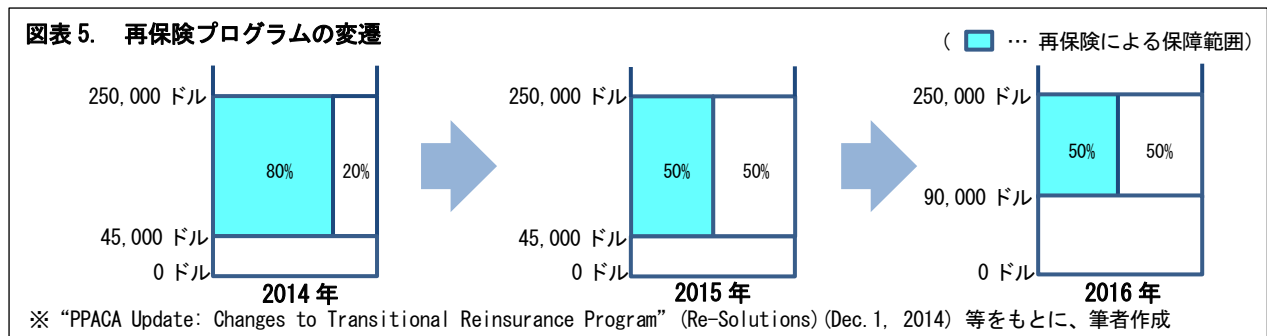 図表 5. 再保険プログラムの変遷
( … 再保険による保障範囲)
250,000 ドル
80%
20%
45,000 ドル
0 ドル
2014 年
250,000 ドル
50%
50%
45,000 ドル
0 ドル
2015 年
250,000 ドル
50%
50%
90,000 ドル
0 ドル
2016 年
※ “PPACA Update: Changes to Transitional Reinsurance Program” (Re-Solutions)(Dec.1, 2014) 等をもとに、筆者作成